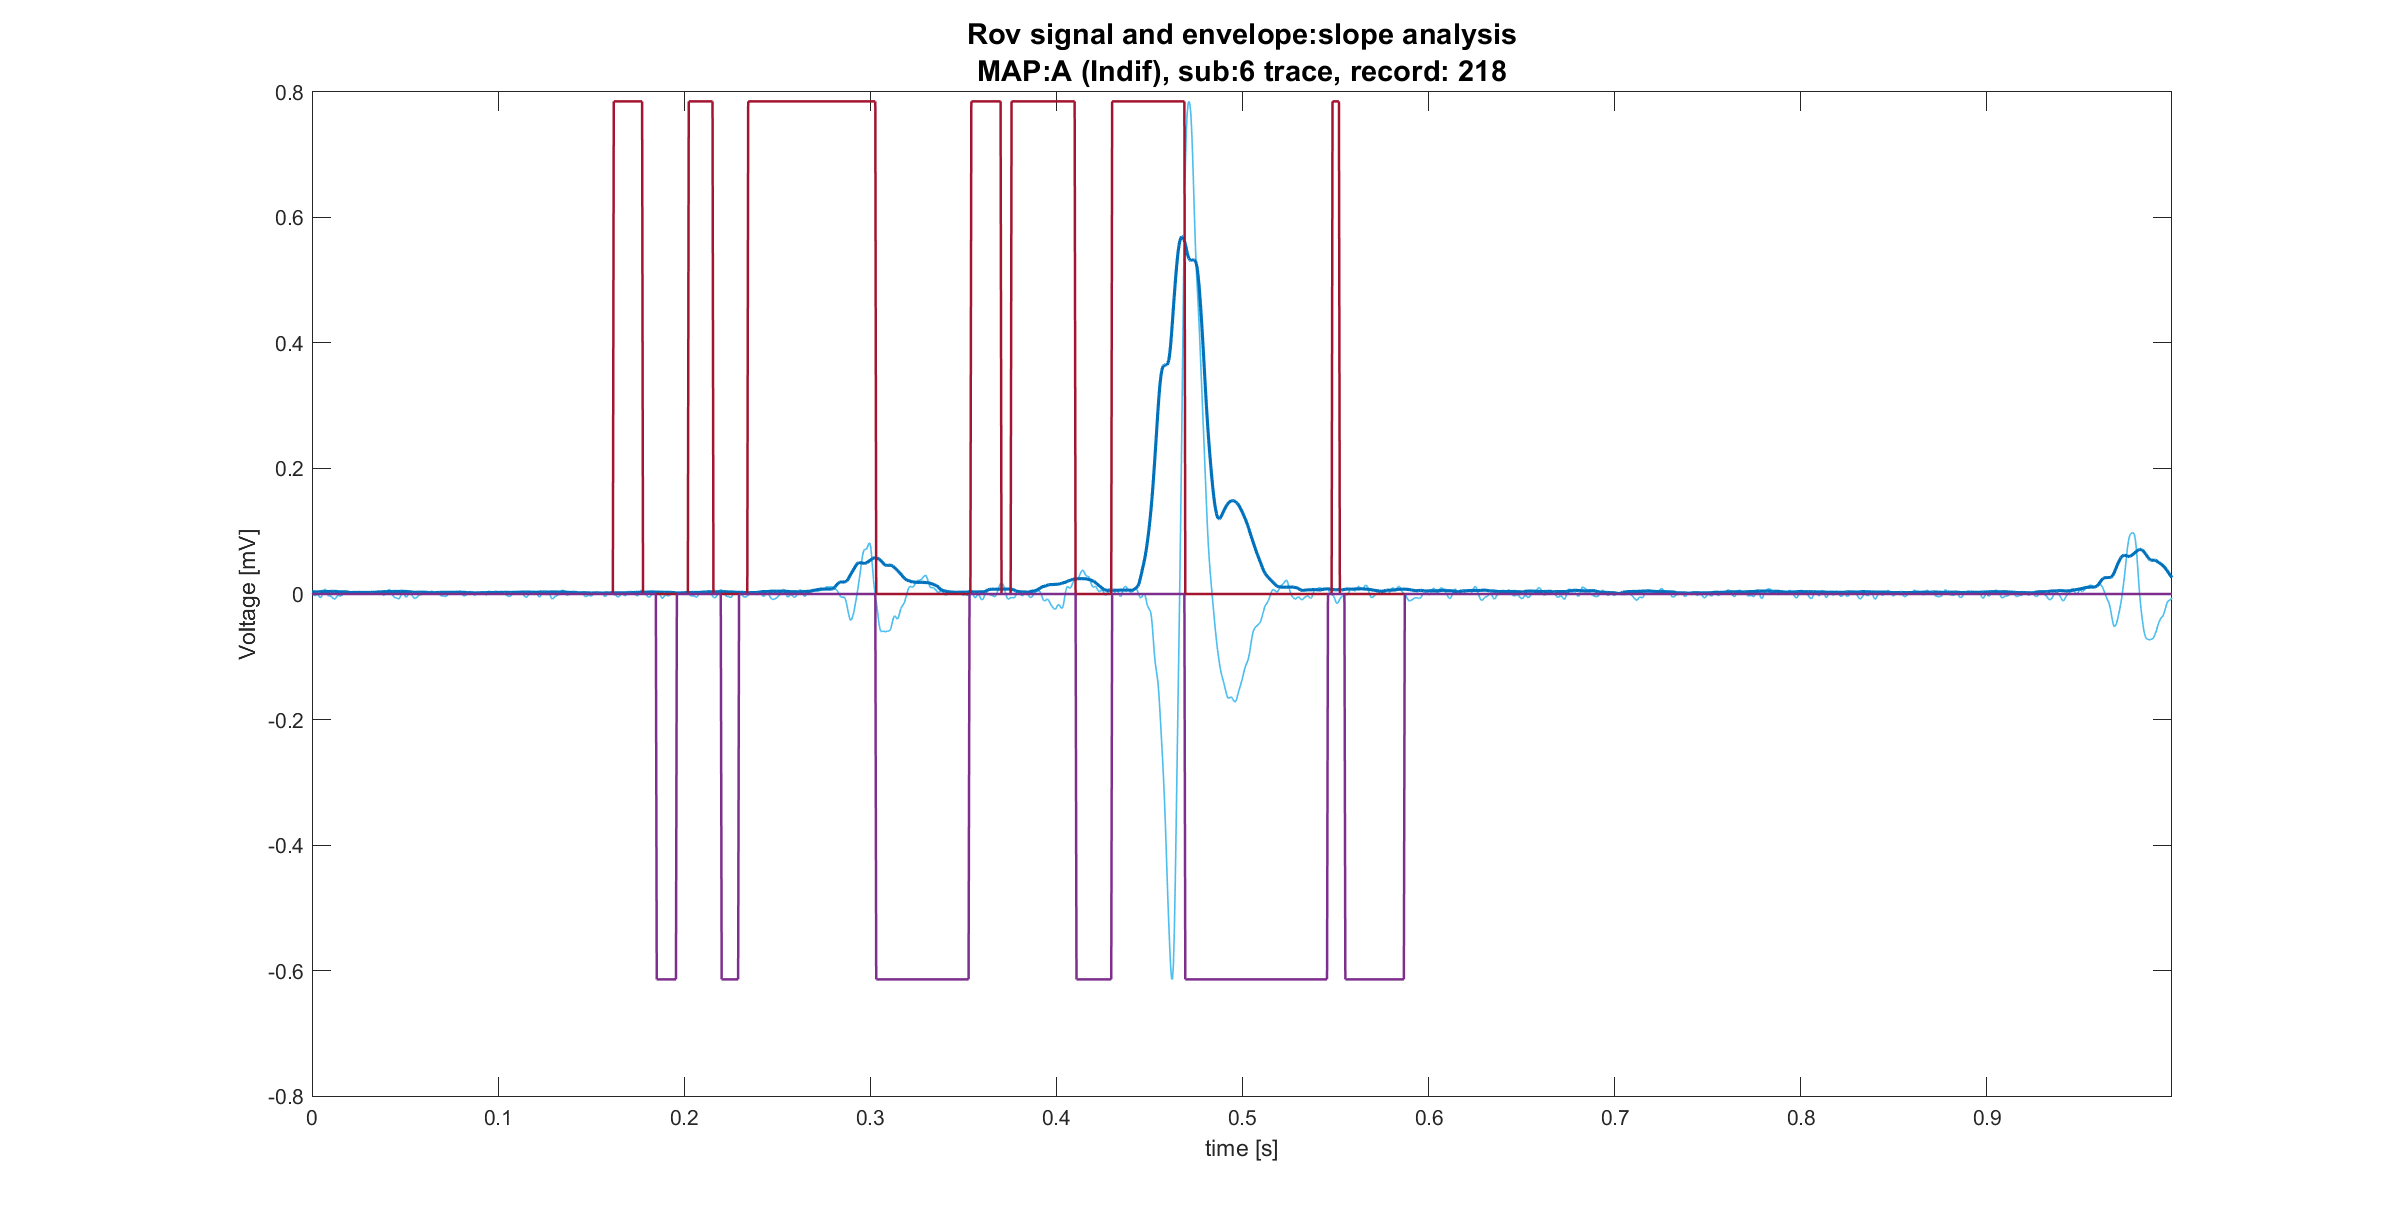 Rov signal and envelope:slope analysis
MAP:A (Indif), sub:6 trace, record: 218
0.8
0.6
0.4
0.2
0
-0.2
-0.4
-0.6
-0.8
Voltage [mV]
0 0.1 0.2 0.3 0.4 0.5 0.6 0.7 0.8 0.9
time [s]